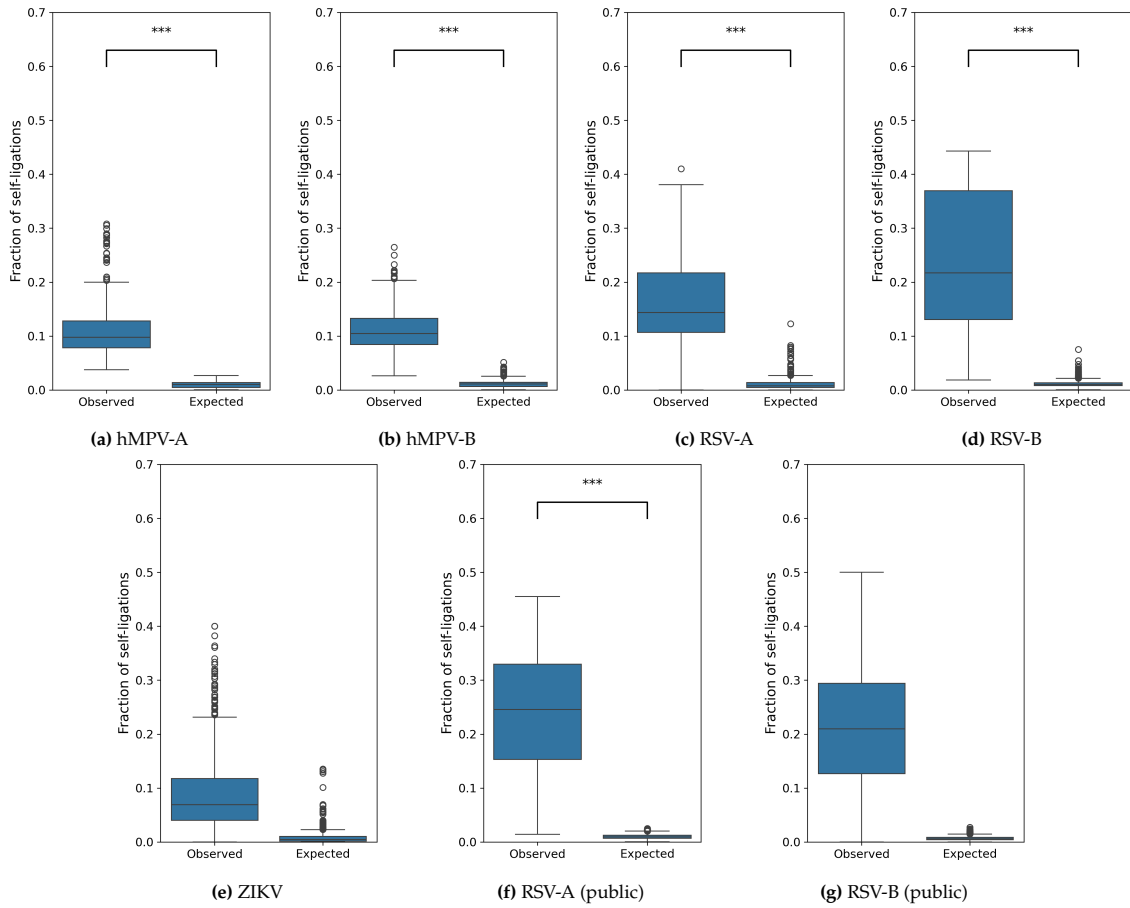 0.7
0.6
0.5
0.4
0.3
0.2
0.1
0.0
Fraction of self-ligations
***
Observed
Expected
(a) hMPV-A
0.7
0.6
0.5
0.4
0.3
0.2
0.1
0.0
Fraction of self-ligations
***
Observed
Expected
(b) hMPV-B
0.7
0.6
0.5
0.4
0.3
0.2
0.1
0.0
Fraction of self-ligations
***
Observed
Expected
(c) RSV-A
0.7
0.6
0.5
0.4
0.3
0.2
0.1
0.0
Fraction of self-ligations
***
Observed
Expected
(d) RSV-B
0.7
0.6
0.5
0.4
0.3
0.2
0.1
0.0
Fraction of self-ligations
Observed
Expected
(e) ZIKV
0.7
0.6
0.5
0.4
0.3
0.2
0.1
0.0
Fraction of self-ligations
***
Observed
Expected
(f) RSV-A (public)
0.7
0.6
0.5
0.4
0.3
0.2
0.1
0.0
Fraction of self-ligations
Observed
Expected
(g) RSV-B (public)